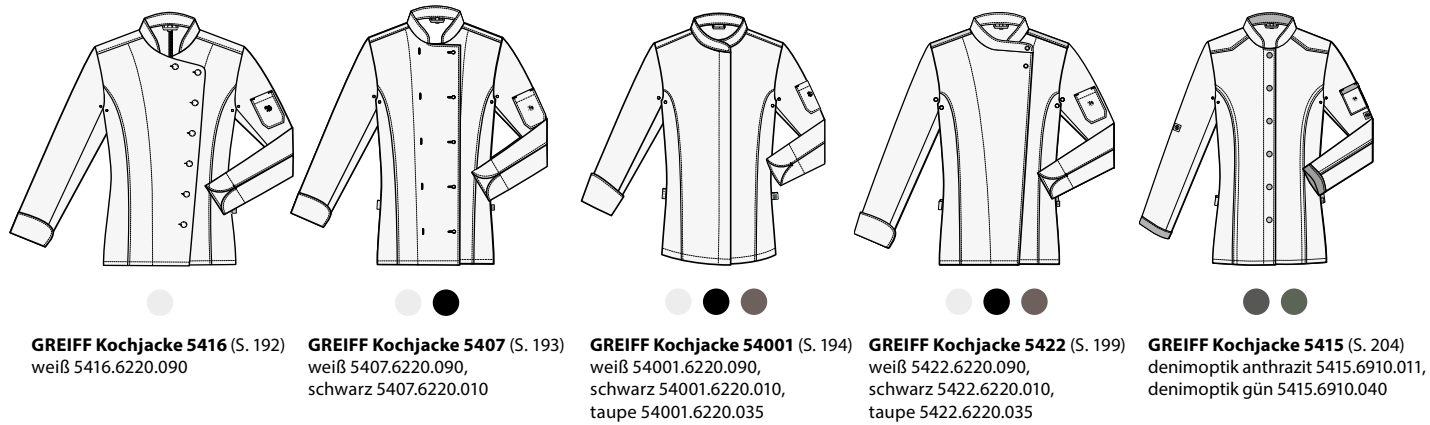 GREIFF Kochjacke 5416 (S. 192)
weiß 5416.6220.090
GREIFF Kochjacke 5407 (S. 193)
weiß 5407.6220.090,
schwarz 5407.6220.010
GREIFF Kochjacke 54001 (S. 194)
weiß 54001.6220.090,
schwarz 54001.6220.010,
taupe 54001.6220.035
GREIFF Kochjacke 5422 (S. 199)
weiß 5422.6220.090,
schwarz 5422.6220.010,
taupe 5422.6220.035
GREIFF Kochjacke 5415 (S. 204)
denimoptik anthrazit 5415.6910.011,
denimoptik gün 5415.6910.040